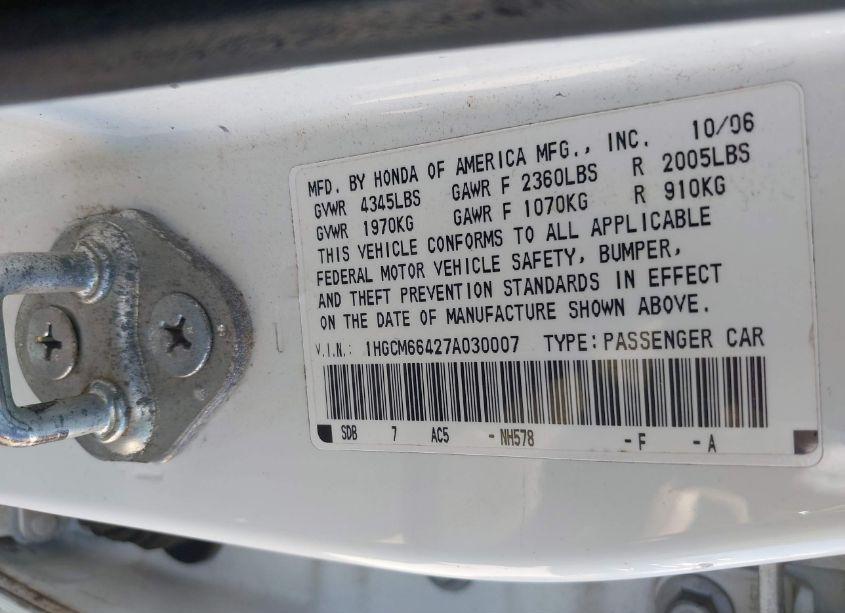 MFD. BY HONDA OF AMERICA MFG., INC. 10/06
GVWR 4345LBS GAWR F 2360LBS R 2005LBS
GVWR 1970KG GAWR F 1070KG R 910KG
THIS VEHICLE CONFORMS TO ALL APPLICABLE
FEDERAL MOTOR VEHICLE SAFETY, BUMPER,
AND THEFT PREVENTION STANDARDS IN EFFECT
ON THE DATE OF MANUFACTURE SHOWN ABOVE.
V.I.N.: 1HGCM66427A030007 TYPE: PASSENGER CAR
SDB 7 AC5 - NH578 - F - A